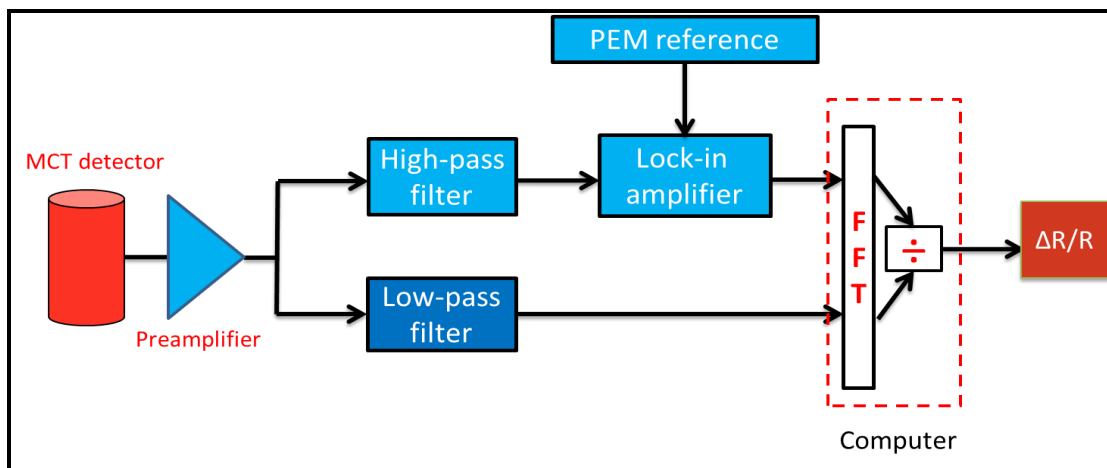 PEM reference
MCT detector
High-pass
filter
Lock-in
amplifier
F
F
T
÷
ΔR/R
Low-pass
filter
Preamplifier
Computer